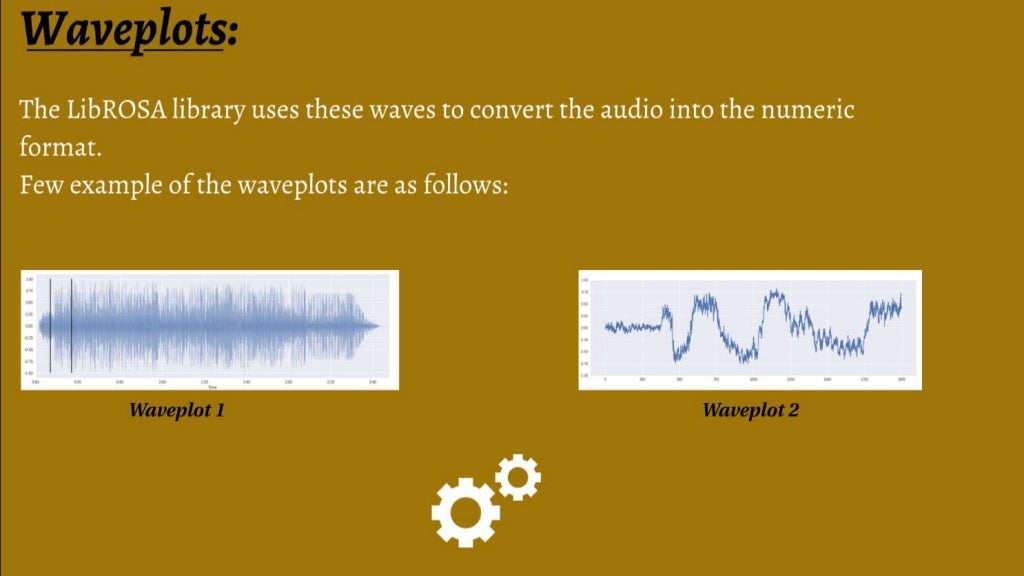 Waveplots:
The LibROSA library uses these waves to convert the audio into the numeric
format.
Few example of the waveplots are as follows:
Waveplot 1
Waveplot 2